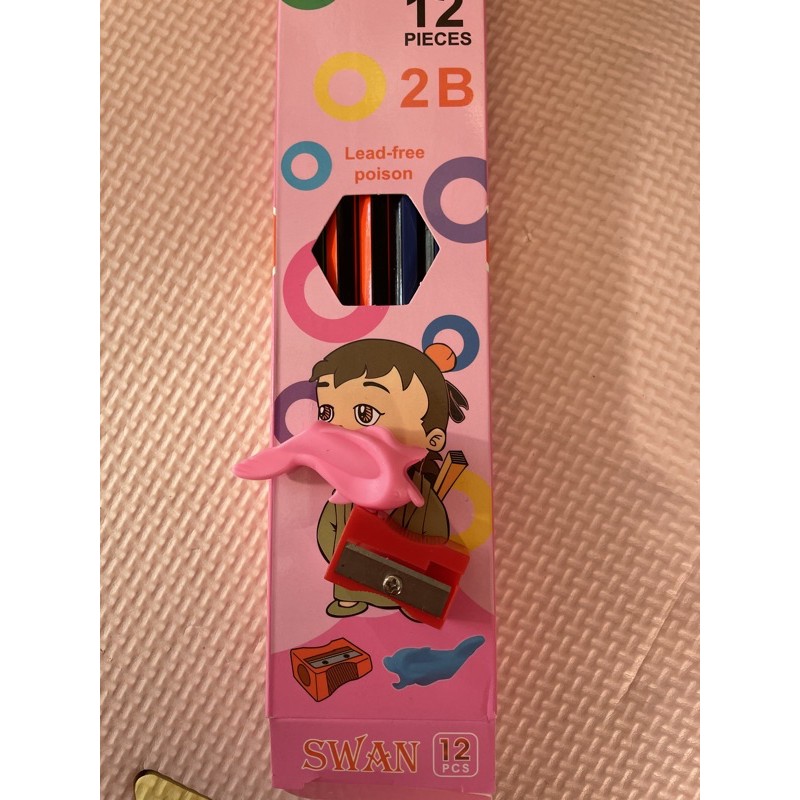 12
PIECES
2B
Lead-free
poison
SWAN
12
PCS